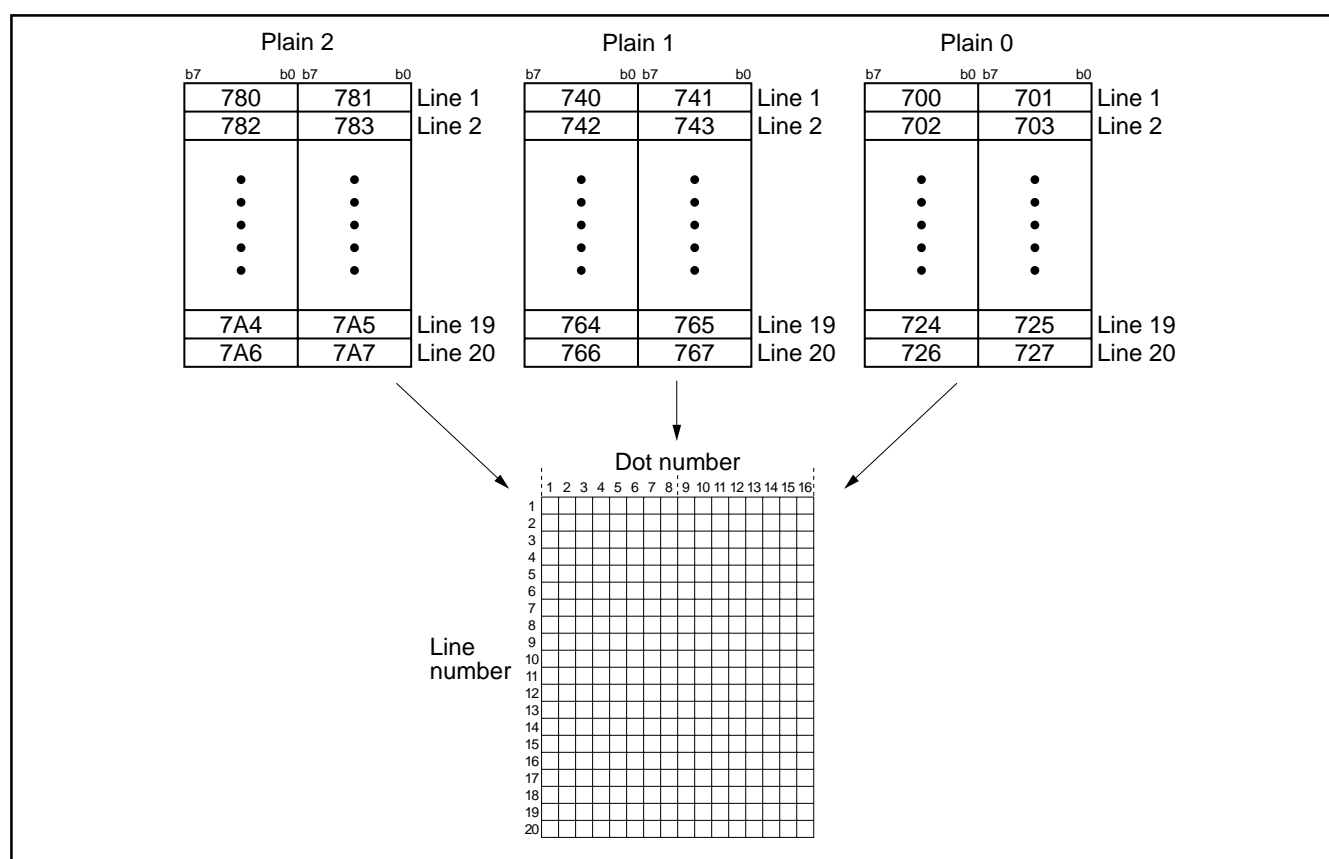 Plain 2 Plain 1 Plain 0
b7 b0 b7 b0 b7 b0 b7 b0 b7 b0 b7 b0
780 781 Line 1 740 741 Line 1 700 701 Line 1
782 783 Line 2 742 743 Line 2 702 703 Line 2
7A4 7A5 Line 19 764 765 Line 19 724 725 Line 19
7A6 7A7 Line 20 766 767 Line 20 726 727 Line 20
Dot number
1 2 3 4 5 6 7 8 9 10 11 12 13 14 15 16
1
2
3
4
5
6
7
8
Line
number
9
10
11
12
13
14
15
16
17
18
19
20